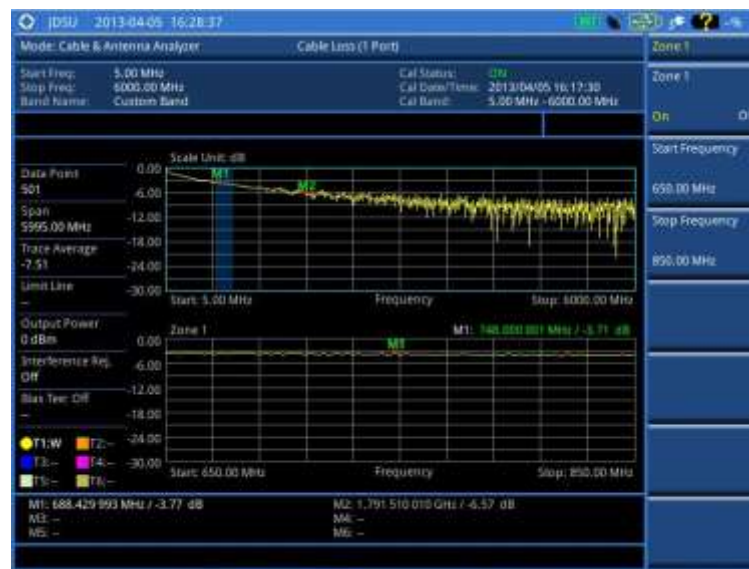 JDSU 2013-04-05 16:28:37
Mode: Cable & Antenna Analyzer Cable Loss (1 Port)
Zone 1
Start Freq: 5.00 MHz Cal Status: ON
Stop Freq: 6000.00 MHz Cal Date/Time: 2013/04/05 16:17:30
Band Name: Custom Band Cal Band: 5.00 MHz - 6000.00 MHz
Zone 1
On O
Start Frequency
650.00 MHz
Stop Frequency
850.00 MHz
Data Point
501
Span
5995.00 MHz
Trace Average
-7.51
Limit Line
--
Output Power
0 dBm
Interference Rej.
Off
Bias Tee: Off
--
T1:W T2:--
T3:-- T4:--
T5:-- T6:--
Scale Unit: dB
M1
M2
0.00
-6.00
-12.00
-18.00
-24.00
-30.00
Start: 5.00 MHz Frequency Stop: 6000.00 MHz
Zone 1 M1: 748.000 001 MHz / -3.71 dB
M1
0.00
-6.00
-12.00
-18.00
-24.00
-30.00
Start: 650.00 MHz Frequency Stop: 850.00 MHz
M1: 688.429 993 MHz / -3.77 dB M2: 1.791 510 010 GHz / -6.57 dB
M3: -- M4: --
M5: -- M6: --